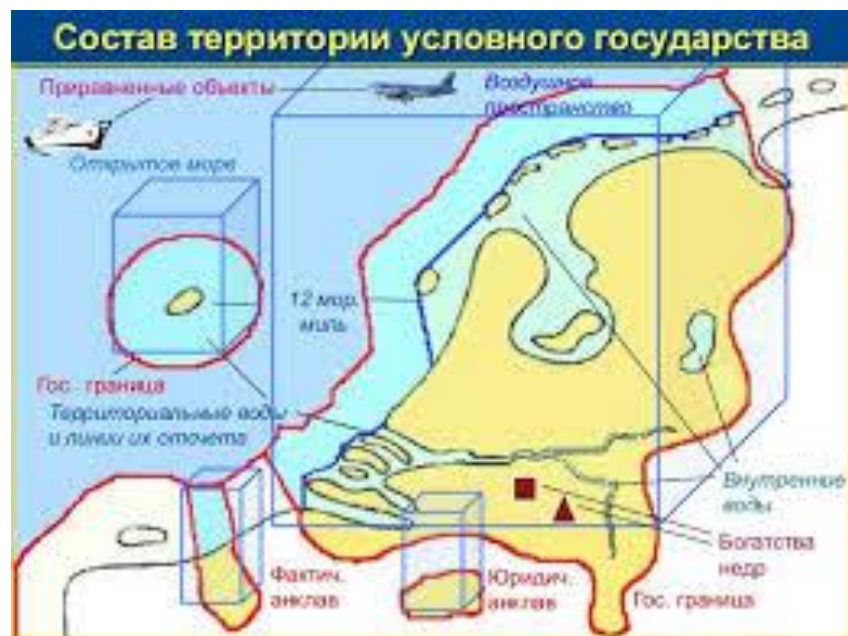 Состав территории условного государства
Приравненные объекты
Воздушное
пространство
Открытое море
12 мор.
миль
Гос. граница
Территориальные воды
и линии их отсчета
Внутренние
воды
Богатства
недр
Фактич.
анклав
Юридич.
анклав
Гос. граница